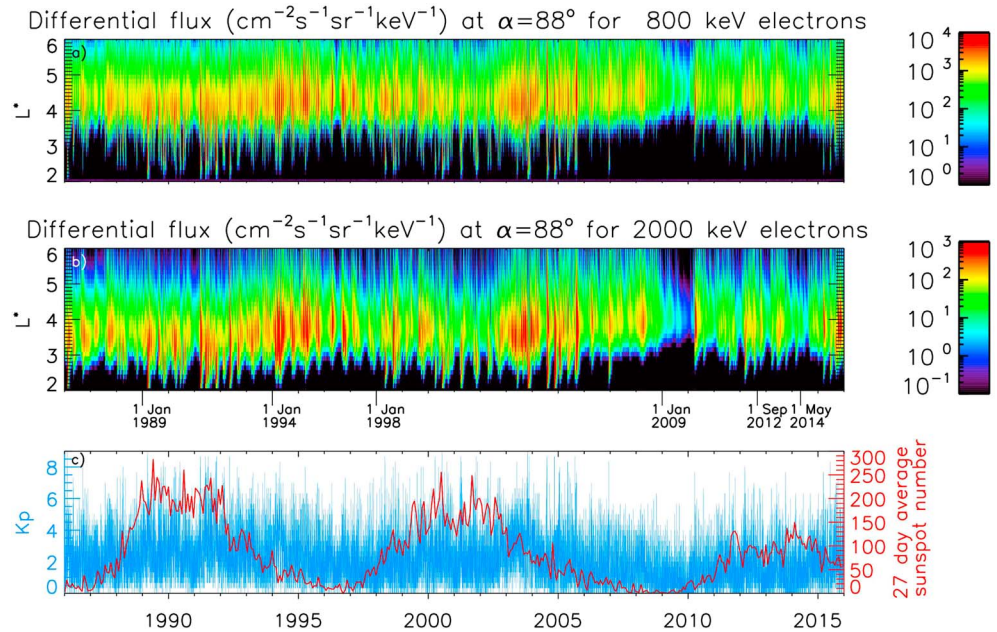 Differential flux (cm⁻²s⁻¹sr⁻¹keV⁻¹) at α=88° for 800 keV electrons
a)
6
5
4
3
2
L*
10⁴
10³
10²
10¹
10⁰
Differential flux (cm⁻²s⁻¹sr⁻¹keV⁻¹) at α=88° for 2000 keV electrons
b)
6
5
4
3
2
L*
10³
10²
10¹
10⁰
10⁻¹
1 Jan 1 Jan 1 Jan 1 Jan 1 Sep 1 May
1989 1994 1998 2009 2012 2014
c)
8
6
4
2
0
Kp
300
250
200
150
100
50
0
27 day average
sunspot number
1990 1995 2000 2005 2010 2015